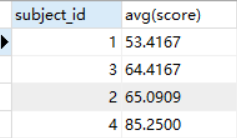 subject_id avg(score)
1 53.4167
3 64.4167
2 65.0909
4 85.2500